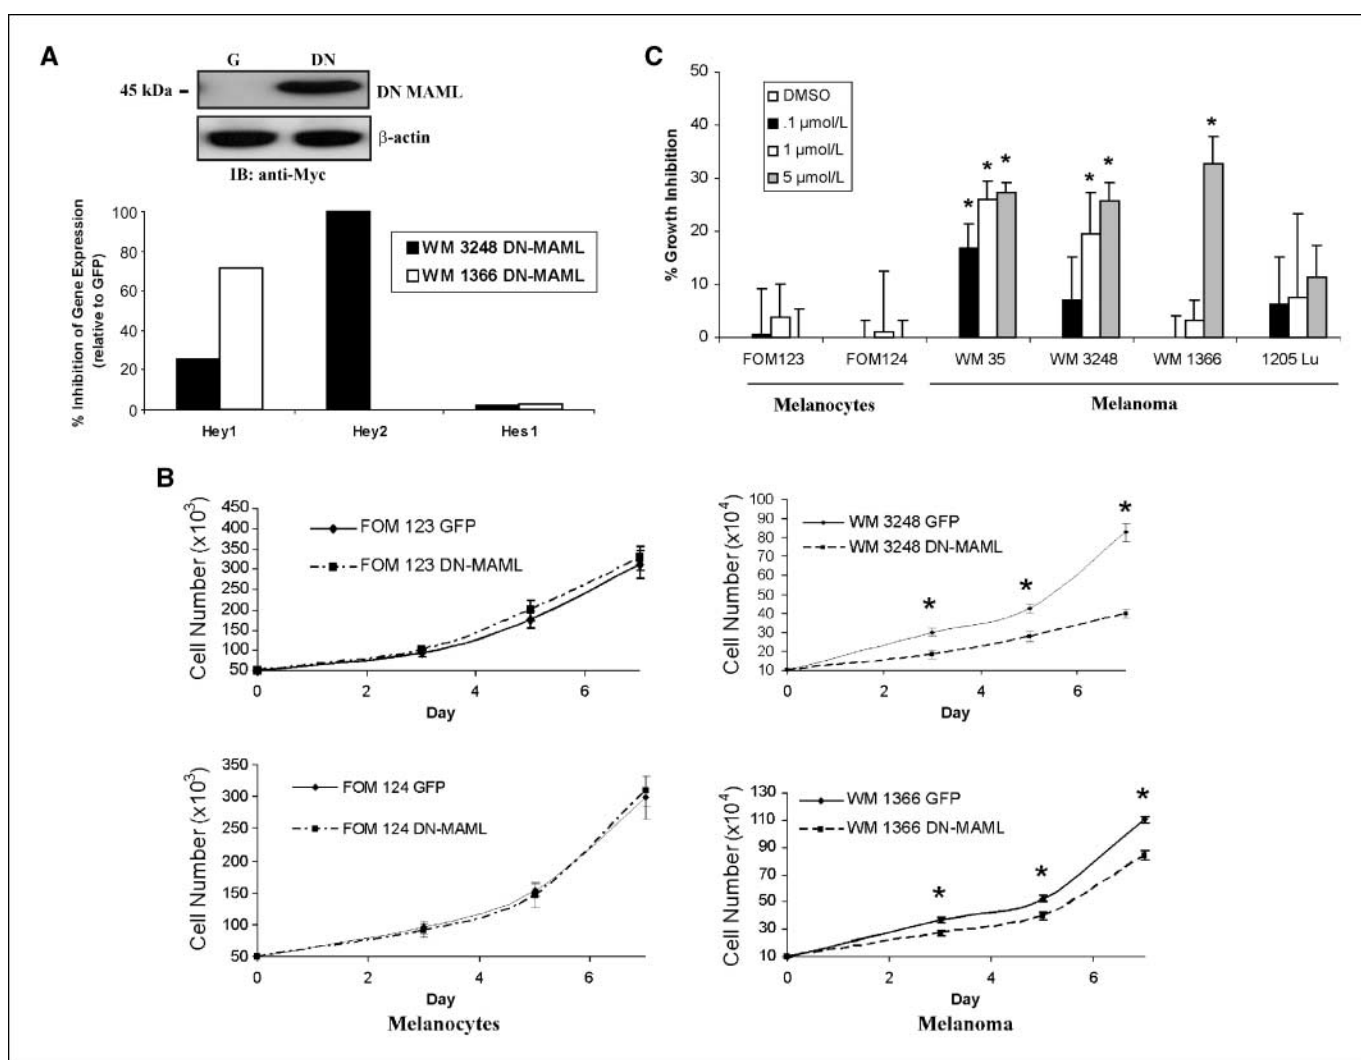 A
G DN
45 kDa
DN MAML
β-actin
IB: anti-Myc
% Inhibition of Gene Expression
(relative to GFP)
100
80
60
40
20
0
WM 3248 DN-MAML
WM 1366 DN-MAML
Hey1 Hey2 Hes1
C
% Growth Inhibition
50
40
30
20
10
0
DMSO
.1 µmol/L
1 µmol/L
5 µmol/L
* * * * * *
FOM123 FOM124 WM 35 WM 3248 WM 1366 1205 Lu
Melanocytes Melanoma
B
Cell Number (x10³)
450
400
350
300
250
200
150
100
50
FOM 123 GFP
FOM 123 DN-MAML
0 2 4 6
Day
Cell Number (x10⁴)
100
90
80
70
60
50
40
30
20
10
WM 3248 GFP
WM 3248 DN-MAML
* * *
0 2 4 6
Day
Cell Number (x10³)
350
300
250
200
150
100
50
FOM 124 GFP
FOM 124 DN-MAML
0 2 4 6
Day
Melanocytes
Cell Number (x10⁴)
130
110
90
70
50
30
10
WM 1366 GFP
WM 1366 DN-MAML
* * *
0 2 4 6
Day
Melanoma